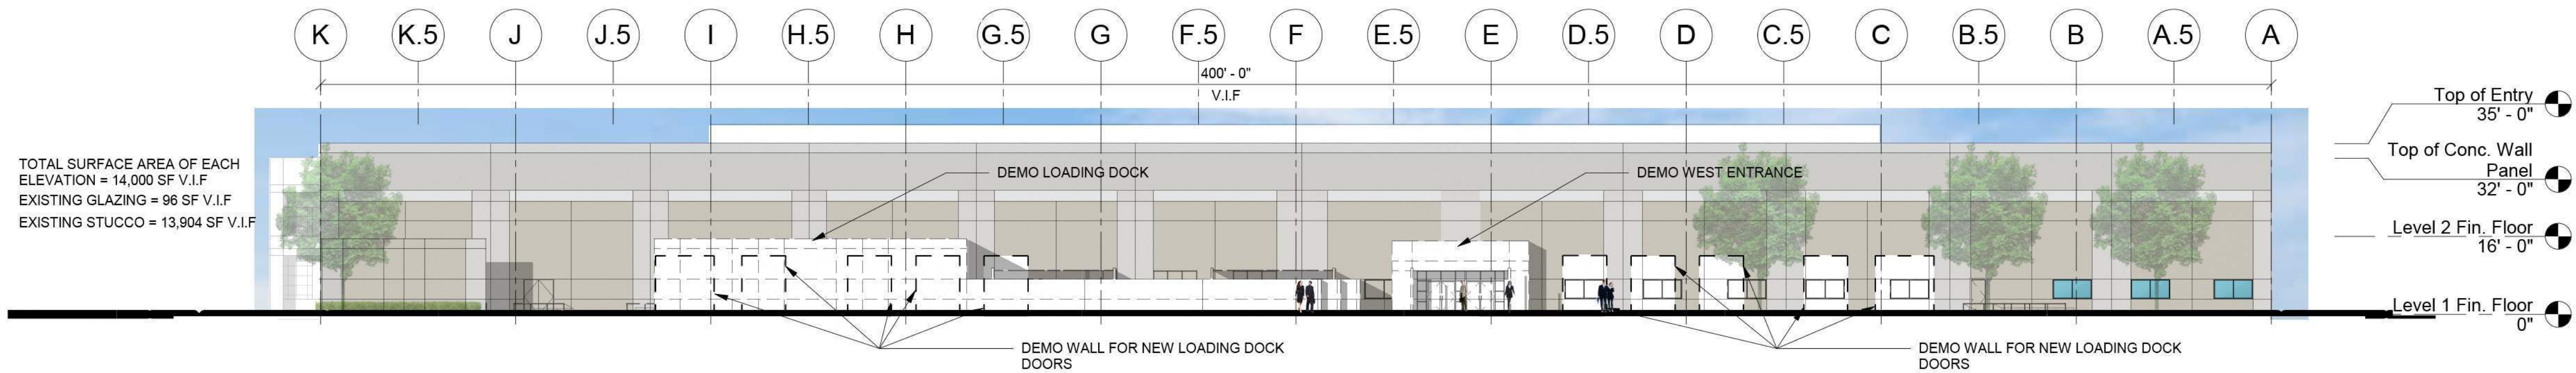 K K.5 J J.5 I H.5 H G.5 G F.5 F E.5 E D.5 D C.5 C B.5 B A.5 A
400' - 0"
V.I.F
Top of Entry
35' - 0"
Top of Conc. Wall
Panel
32' - 0"
Level 2 Fin. Floor
16' - 0"
Level 1 Fin. Floor
0"
TOTAL SURFACE AREA OF EACH
ELEVATION = 14,000 SF V.I.F
EXISTING GLAZING = 96 SF V.I.F
EXISTING STUCCO = 13,904 SF V.I.F
DEMO LOADING DOCK
DEMO WEST ENTRANCE
DEMO WALL FOR NEW LOADING DOCK
DOORS
DEMO WALL FOR NEW LOADING DOCK
DOORS